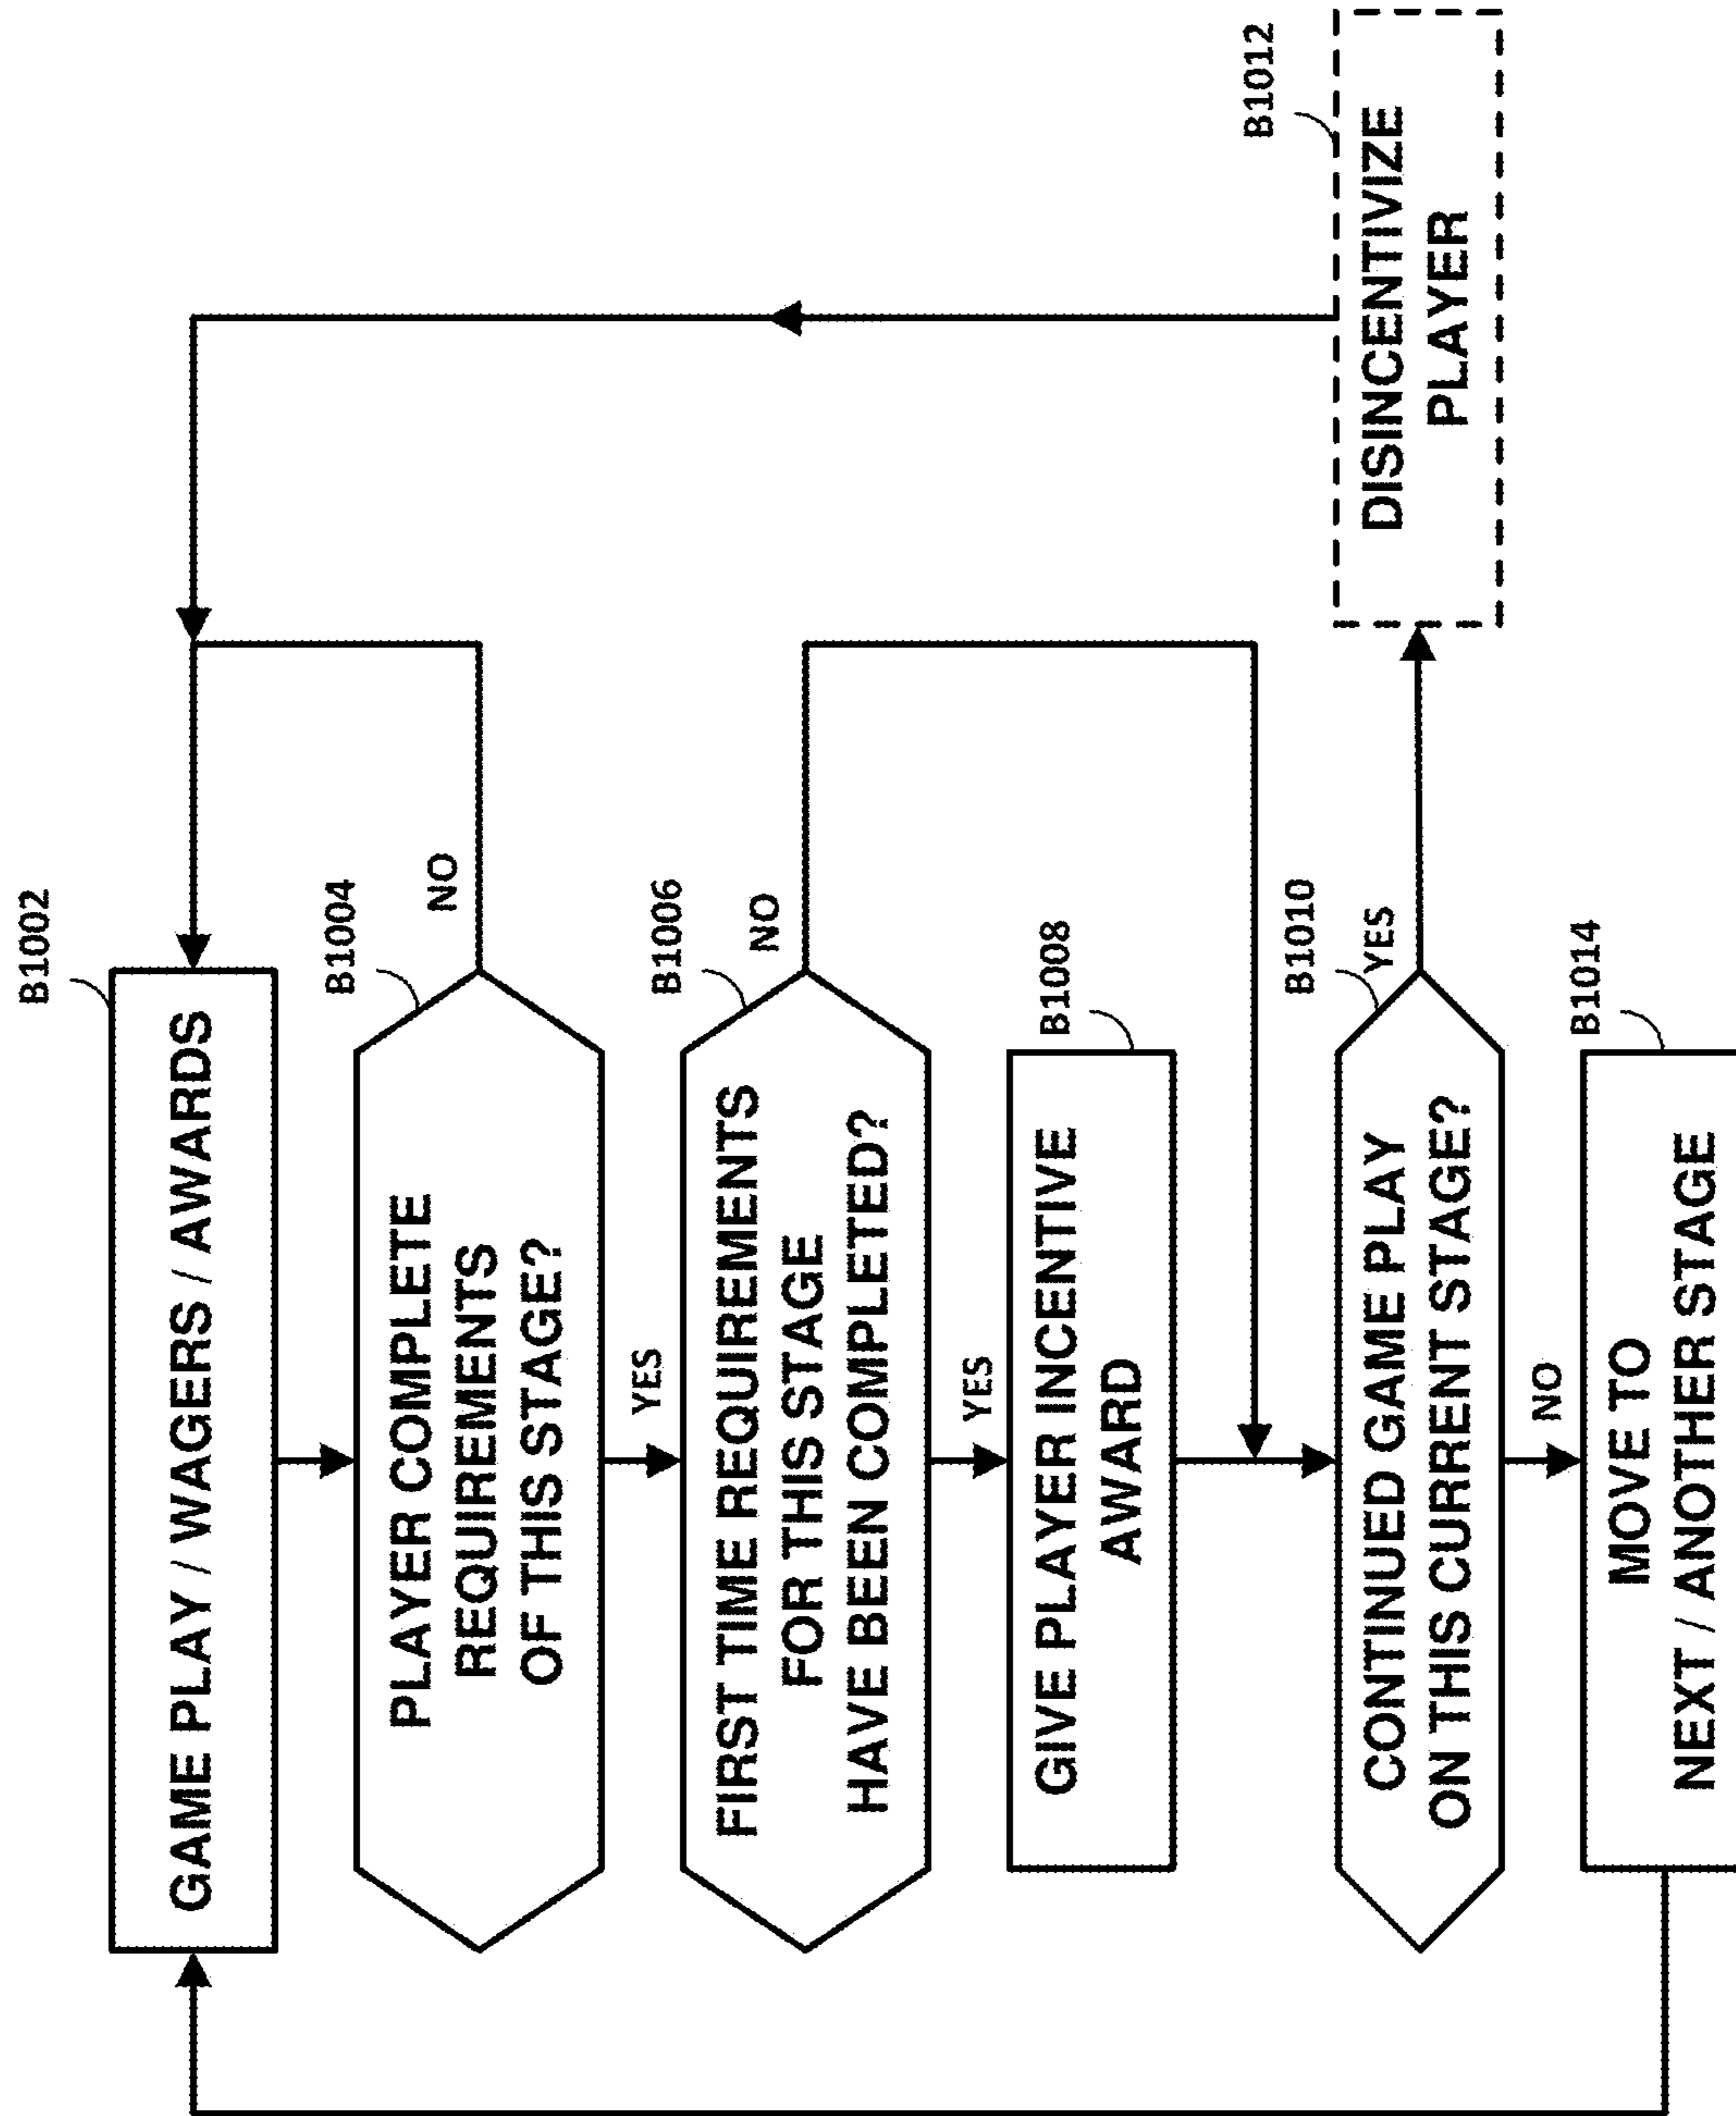 B1002
GAME PLAY / WAGERS / AWARDS
B1004
PLAYER COMPLETE
REQUIREMENTS
OF THIS STAGE?
NO
YES
B1006
FIRST TIME REQUIREMENTS
FOR THIS STAGE
HAVE BEEN COMPLETED?
NO
YES
B1008
GIVE PLAYER INCENTIVE
AWARD
B1010
CONTINUED GAME PLAY
ON THIS CURRENT STAGE?
YES
B1012
DISINCENTIVIZE
PLAYER
NO
B1014
MOVE TO
NEXT / ANOTHER STAGE